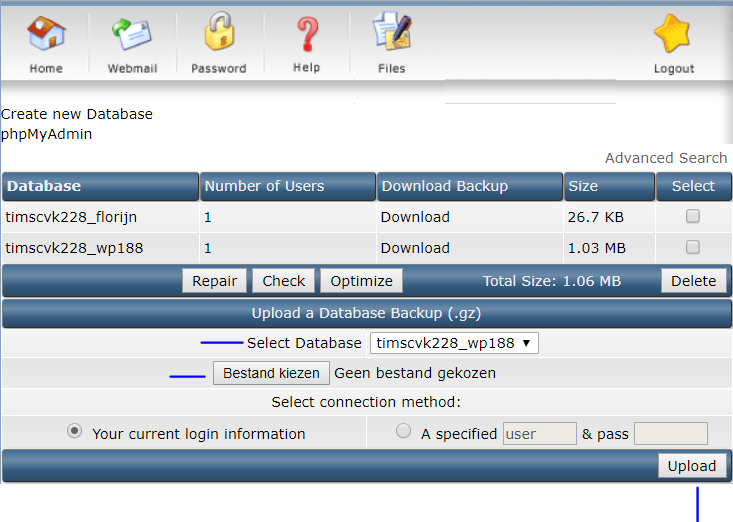 Home Webmail Password Help Files Logout
Create new Database
phpMyAdmin
Advanced Search
Database Number of Users Download Backup Size Select
timscvk228_florijn 1 Download 26.7 KB
timscvk228_wp188 1 Download 1.03 MB
Repair Check Optimize Total Size: 1.06 MB Delete
Upload a Database Backup (.gz)
Select Database timscvk228_wp188
Bestand kiezen Geen bestand gekozen
Select connection method:
Your current login information A specified user & pass
Upload